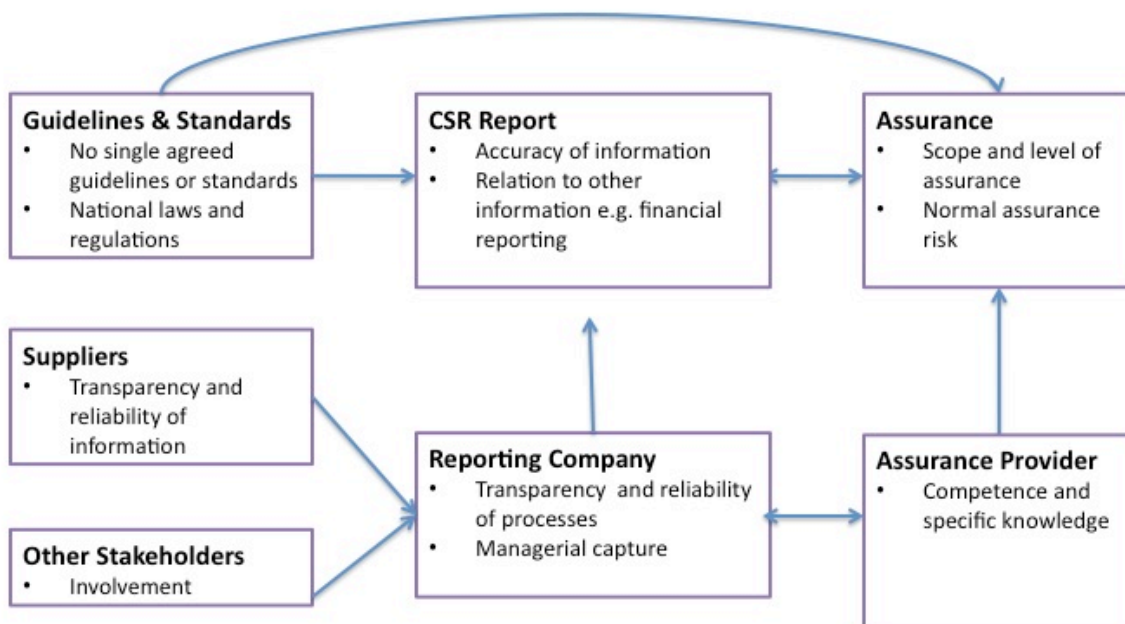 Guidelines & Standards
• No single agreed
guidelines or standards
• National laws and
regulations
CSR Report
• Accuracy of information
• Relation to other
information e.g. financial
reporting
Assurance
• Scope and level of
assurance
• Normal assurance
risk
Suppliers
• Transparency and
reliability of
information
Other Stakeholders
• Involvement
Reporting Company
• Transparency and reliability
of processes
• Managerial capture
Assurance Provider
• Competence and
specific knowledge